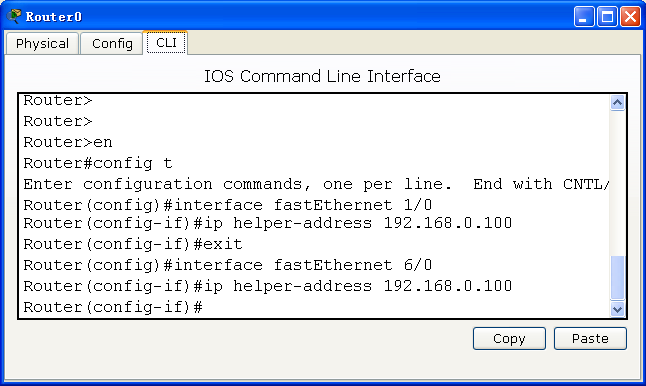 Router0
Physical Config CLI
IOS Command Line Interface
Router>
Router>
Router>en
Router#config t
Enter configuration commands, one per line.  End with CNTL/
Router(config)#interface fastEthernet 1/0
Router(config-if)#ip helper-address 192.168.0.100
Router(config-if)#exit
Router(config)#interface fastEthernet 6/0
Router(config-if)#ip helper-address 192.168.0.100
Router(config-if)#
Copy Paste